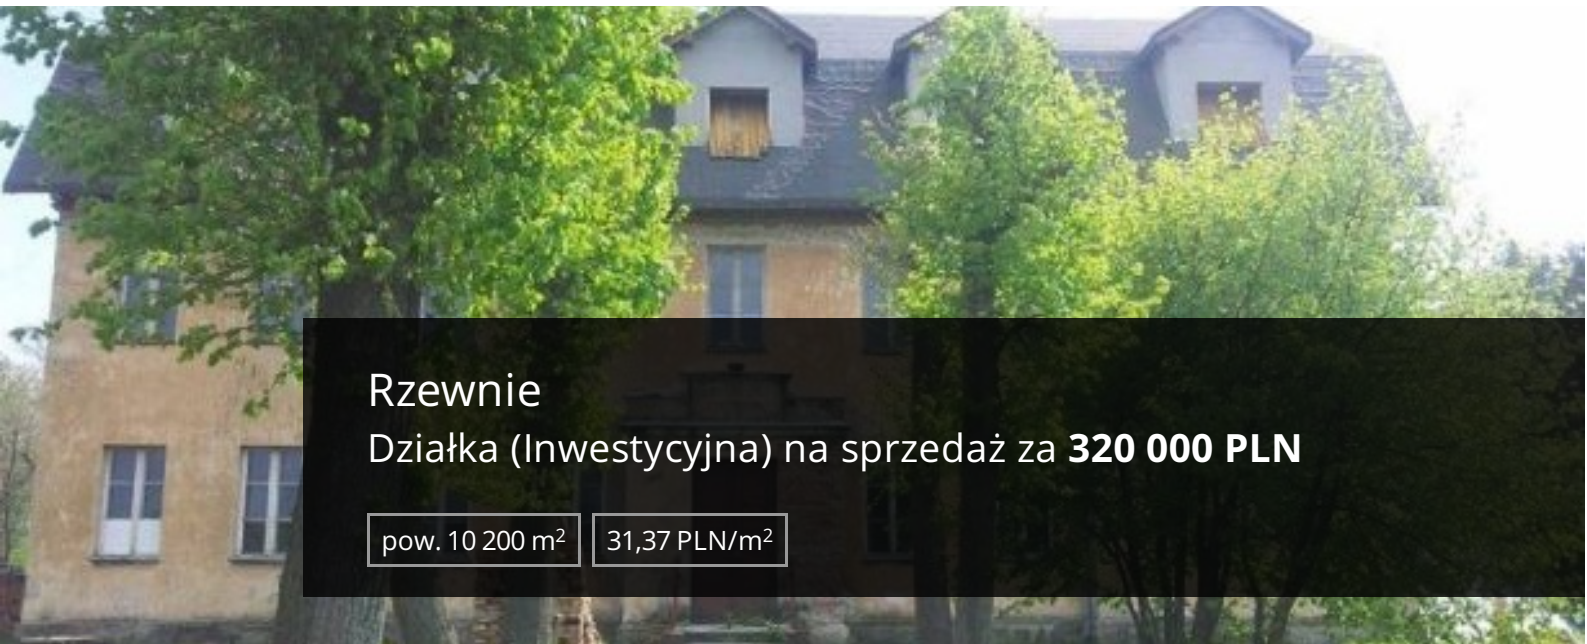 Rzewnie
Działka (Inwestycyjna) na sprzedaż za 320 000 PLN
pow. 10 200 m²
31,37 PLN/m²